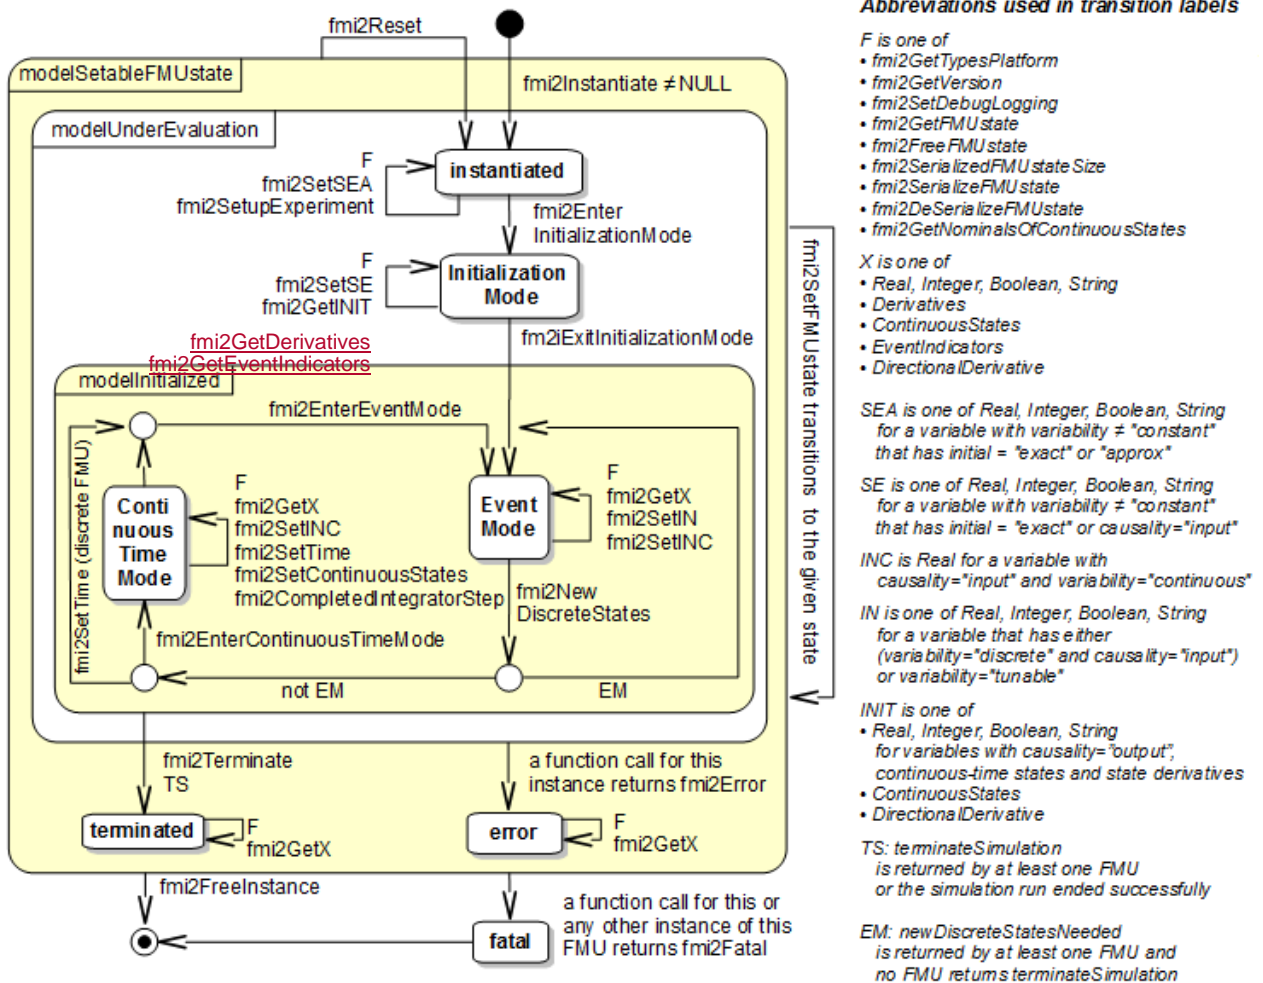 fmi2Reset
modelSetableFMUstate
fmi2Instantiate ≠ NULL
modelUnderEvaluation
F
fmi2SetSEA
fmi2SetupExperiment
instantiated
fmi2Enter
InitializationMode
F
fmi2SetSE
fmi2GetINIT
fmi2GetDerivatives
fmi2GetEventIndicators
Initialization
Mode
fm2iExitInitializationMode
modelInitialized
fmi2EnterEventMode
fmi2SetTime (discrete FMU)
Conti
nuous
Time
Mode
F
fmi2GetX
fmi2SetINC
fmi2SetTime
fmi2SetContinuousStates
fmi2CompletedIntegratorStep
Event
Mode
F
fmi2GetX
fmi2SetIN
fmi2SetINC
fmi2New
DiscreteStates
fmi2EnterContinuousTimeMode
not EM
EM
fmi2SetFMUstate transitions to the given state
fmi2Terminate
TS
a function call for this
instance returns fmi2Error
terminated
F
fmi2GetX
error
F
fmi2GetX
fmi2FreeInstance
a function call for this or
any other instance of this
FMU returns fmi2Fatal
fatal
Abbreviations used in transition labels
F is one of
• fmi2GetTypesPlatform
• fmi2GetVersion
• fmi2SetDebugLogging
• fmi2GetFMUstate
• fmi2FreeFMUstate
• fmi2SerializedFMUstateSize
• fmi2SerializeFMUstate
• fmi2DeSerializeFMUstate
• fmi2GetNominalsOfContinuousStates
X is one of
• Real, Integer, Boolean, String
• Derivatives
• ContinuousStates
• EventIndicators
• DirectionalDerivative
SEA is one of Real, Integer, Boolean, String
for a variable with variability ≠ "constant"
that has initial = "exact" or "approx"
SE is one of Real, Integer, Boolean, String
for a variable with variability ≠ "constant"
that has initial = "exact" or causality="input"
INC is Real for a variable with
causality="input" and variability="continuous"
IN is one of Real, Integer, Boolean, String
for a variable that has either
(variability="discrete" and causality="input")
or variability="tunable"
INIT is one of
• Real, Integer, Boolean, String
for variables with causality="output",
continuous-time states and state derivatives
• ContinuousStates
• DirectionalDerivative
TS: terminateSimulation
is returned by at least one FMU
or the simulation run ended successfully
EM: newDiscreteStatesNeeded
is returned by at least one FMU and
no FMU returns terminateSimulation